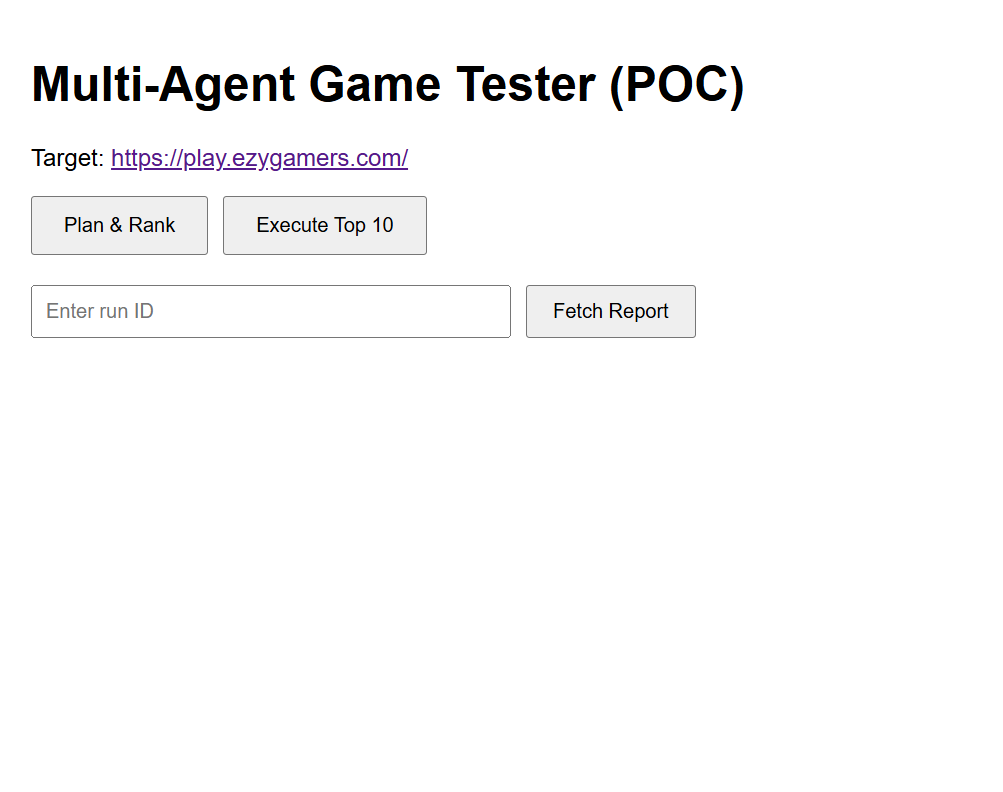 Multi-Agent Game Tester (POC)
Target: https://play.ezygamers.com/
Plan & Rank Execute Top 10
Enter run ID Fetch Report